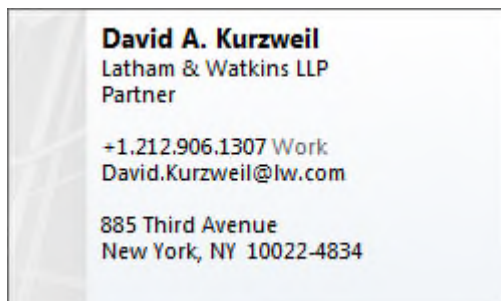 David A. Kurzweil
Latham & Watkins LLP
Partner
+1.212.906.1307 Work
David.Kurzweil@lw.com
885 Third Avenue
New York, NY 10022-4834